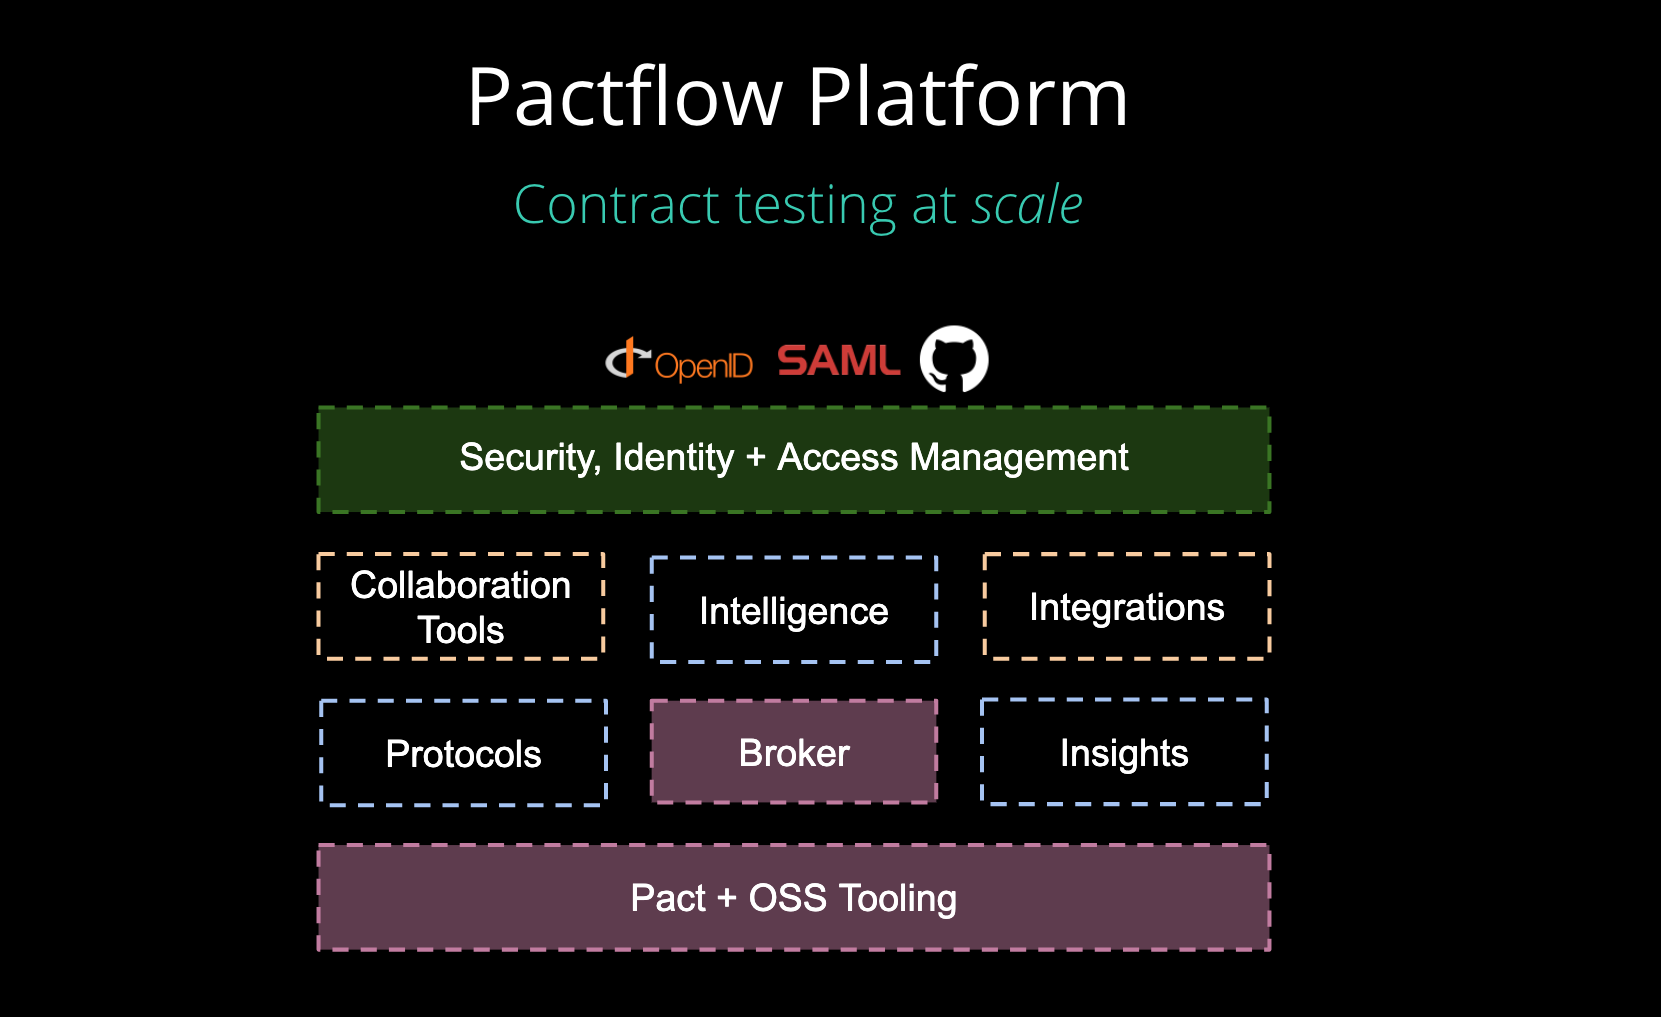 Pactflow Platform
Contract testing at scale
OpenID SAML
Security, Identity + Access Management
Collaboration
Tools
Intelligence
Integrations
Protocols
Broker
Insights
Pact + OSS Tooling